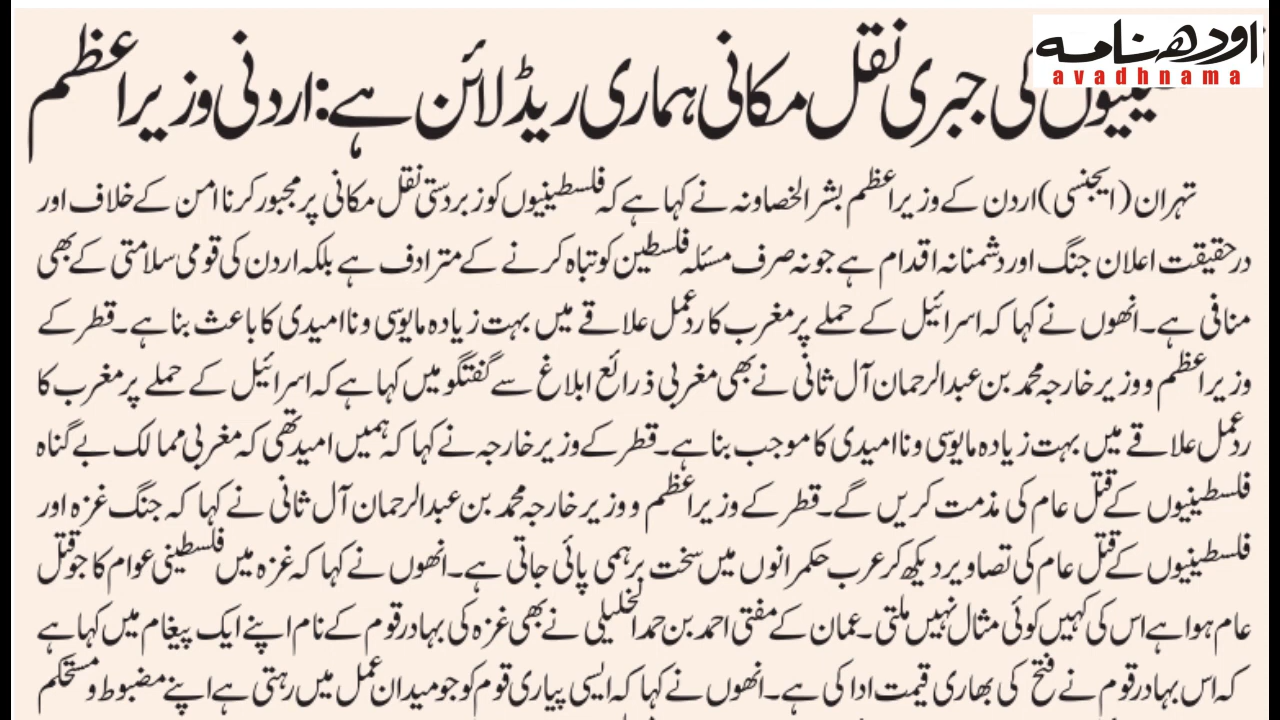 اودھ نامہ
avadhnama
کی جبری نقل مکانی ہماری ریڈ لائن ہے: اردنی وزیر اعظم
تہران (ایجنسی) اردن کے وزیر اعظم بشر الخصاونہ نے کہا ہے کہ فلسطینیوں کو زبردستی نقل مکانی پر مجبور کرنا امن کے خلاف اور
درحقیقت اعلان جنگ اور دشمنانہ اقدام ہے جو نہ صرف مسئلہ فلسطین کو تباہ کرنے کے مترادف ہے بلکہ اردن کی قومی سلامتی کے بھی
منافی ہے۔ انھوں نے کہا کہ اسرائیل کے حملے پر مغرب کا ردعمل علاقے میں بہت زیادہ مایوسی و ناامیدی کا باعث بنا ہے۔ قطر کے
وزیر اعظم و وزیر خارجہ محمد بن عبدالرحمان آل ثانی نے بھی مغربی ذرائع ابلاغ سے گفتگو میں کہا ہے کہ اسرائیل کے حملے پر مغرب کا
ردعمل علاقے میں بہت زیادہ مایوسی و ناامیدی کا موجب بنا ہے۔ قطر کے وزیر خارجہ نے کہا کہ ہمیں امید تھی کہ مغربی ممالک بے گناہ
فلسطینیوں کے قتل عام کی مذمت کریں گے۔ قطر کے وزیر اعظم و وزیر خارجہ محمد بن عبدالرحمان آل ثانی نے کہا کہ جنگ غزہ اور
فلسطینیوں کے قتل عام کی تصاویر دیکھ کر عرب حکمرانوں میں سخت برہمی پائی جاتی ہے۔ انھوں نے کہا کہ غزہ میں فلسطینی عوام کا جو قتل
عام ہوا ہے اس کی کہیں کوئی مثال نہیں ملتی۔ عمان کے مفتی احمد بن حمد الخلیلی نے بھی غزہ کی بہادر قوم کے نام اپنے ایک پیغام میں کہا ہے
کہ اس بہادر قوم نے فتح کی بھاری قیمت ادا کی ہے۔ انھوں نے کہا کہ ایسی پیاری قوم کو جو میدان عمل میں رہتی ہے اپنے مضبوط و مستحکم